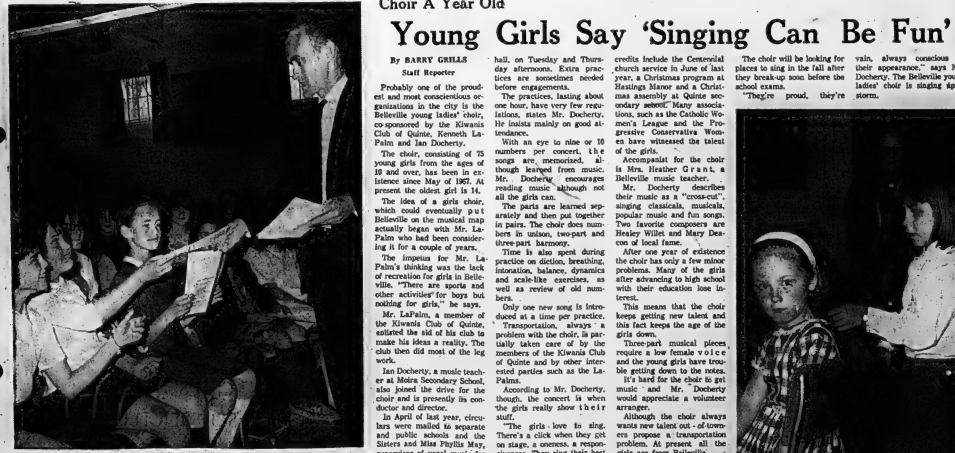 Choir A Year Old
Young Girls Say 'Singing Can Be Fun'
By BARRY GRILLS
Staff Reporter
Probably one of the proud-
est and most conscientious or-
ganizations in the city is the
Belleville young ladies' choir,
co-sponsored by the Kiwanis
Club of Quinte, Kenneth La-
Palm and Ian Docherty.
The choir, consisting of 75
young girls from the ages of
10 and over, has been in ex-
istence since May of 1967. At
present the oldest girl is 14.
The idea of a girls choir,
which could eventually put
Belleville on the musical map
actually began with Mr. La-
Palm who had been consider-
ing it for a couple of years.
The impetus for Mr. La-
Palm's thinking was the lack
of recreation for girls in Belle-
ville. "There are sports and
other activities for boys but
nothing for girls," he says.
Mr. LaPalm, a member of
the Kiwanis Club of Quinte,
enlisted the aid of his club to
make his ideas a reality. The
club then did most of the leg
work.
Ian Docherty, a music teach-
er at Moira Secondary School,
also joined the drive for the
choir and is presently its con-
ductor and director.
In April of last year, circu-
lars were mailed to separate
and public schools and the
Sisters and Miss Phyllis May,
hall, on Tuesday and Thurs-
day afternoons. Extra prac-
tices are sometimes needed
before engagements.
The practices, lasting about
one hour, have very few regu-
lations, states Mr. Docherty.
He insists mainly on good at-
tendance.
With an eye to nine or 10
numbers per concert, the
songs are memorized, al-
though learned from music.
Mr. Docherty encourages
reading music although not
all the girls can.
The parts are learned sep-
arately and then put together
in pairs. The choir does num-
bers in unison, two-part and
three-part harmony.
Time is also spent during
practice on diction, breathing,
intonation, balance, dynamics
and scale-like exercises, as
well as review of old num-
bers.
Only one new song is intro-
duced at a time per practice.
Transportation, always a
problem with the choir, is par-
tially taken care of by the
members of the Kiwanis Club
of Quinte and by other inter-
ested parties such as the La-
Palms.
According to Mr. Docherty,
though, the concert is when
the girls really show their
stuff.
"The girls love to sing.
There's a click when they get
on stage, a oneness, a respon-
siveness. They sing their best
credits include the Centennial
church service in June of last
year, a Christmas program at
Hastings Manor and a Christ-
mas assembly at Quinte sec-
ondary school. Many associa-
tions, such as the Catholic Wo-
men's League and the Pro-
gressive Conservative Wom-
en have witnessed the talent
of the girls.
Accompanist for the choir
is Mrs. Heather Grant, a
Belleville music teacher.
Mr. Docherty describes
their music as a "cross-cut",
singing classicals, musicals,
popular music and fun songs.
Two favorite composers are
Healey Willet and Mary Dea-
con of local fame.
After one year of existence
the choir has only a few minor
problems. Many of the girls
after advancing to high school
with their education lose in-
terest.
This means that the choir
keeps getting new talent and
this fact keeps the age of the
girls down.
Three-part musical pieces
require a low female voice
and the young girls have trou-
ble getting down to the notes.
It's hard for the choir to get
music and Mr. Docherty
would appreciate a volunteer
arranger.
Although the choir always
wants new talent out-of-town-
ers propose a transportation
problem. At present all the
girls are from Belleville.
The choir will be looking for
places to sing in the fall after
they break-up soon before the
school exams.
"They're proud, they're
vain, always conscious
their appearance," says
Docherty. The Belleville you
ladies' choir is singing up
storm.